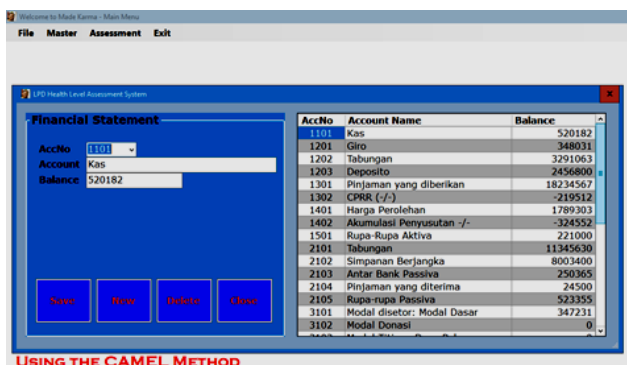 Welcome to Made Karma - Main Menu
File Master Assessment Exit
LPD Health Level Assessment System
Financial Statement
AccNo 1101
Account Kas
Balance 520182
Save New Delete Close
AccNo Account Name Balance
1101 Kas 520182
1201 Giro 348031
1202 Tabungan 3291063
1203 Deposito 2456800
1301 Pinjaman yang diberikan 18234567
1302 CPRR (-/-) -219512
1401 Harga Perolehan 1789303
1402 Akumulasi Penyusutan -/- -324552
1501 Rupa-Rupa Aktiva 221000
2101 Tabungan 11345630
2102 Simpanan Berjangka 8003400
2103 Antar Bank Passiva 250365
2104 Pinjaman yang diterima 24500
2105 Rupa-rupa Passiva 523355
3101 Modal disetor: Modal Dasar 347231
3102 Modal Donasi 0
USING THE CAMEL METHOD